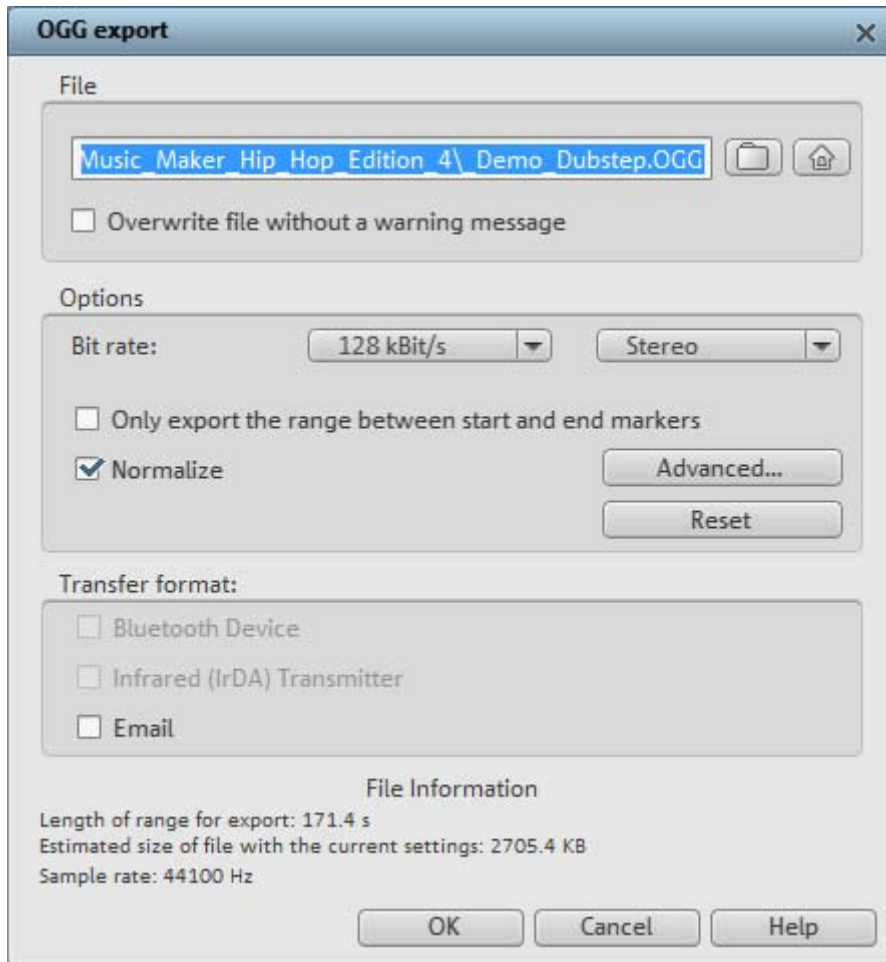 OGG export
File
Music_Maker_Hip_Hop_Edition_4\_Demo_Dubstep.OGG
Overwrite file without a warning message
Options
Bit rate: 128 kBit/s Stereo
Only export the range between start and end markers
Normalize Advanced...
Reset
Transfer format:
Bluetooth Device
Infrared (IrDA) Transmitter
Email
File Information
Length of range for export: 171.4 s
Estimated size of file with the current settings: 2705.4 KB
Sample rate: 44100 Hz
OK Cancel Help